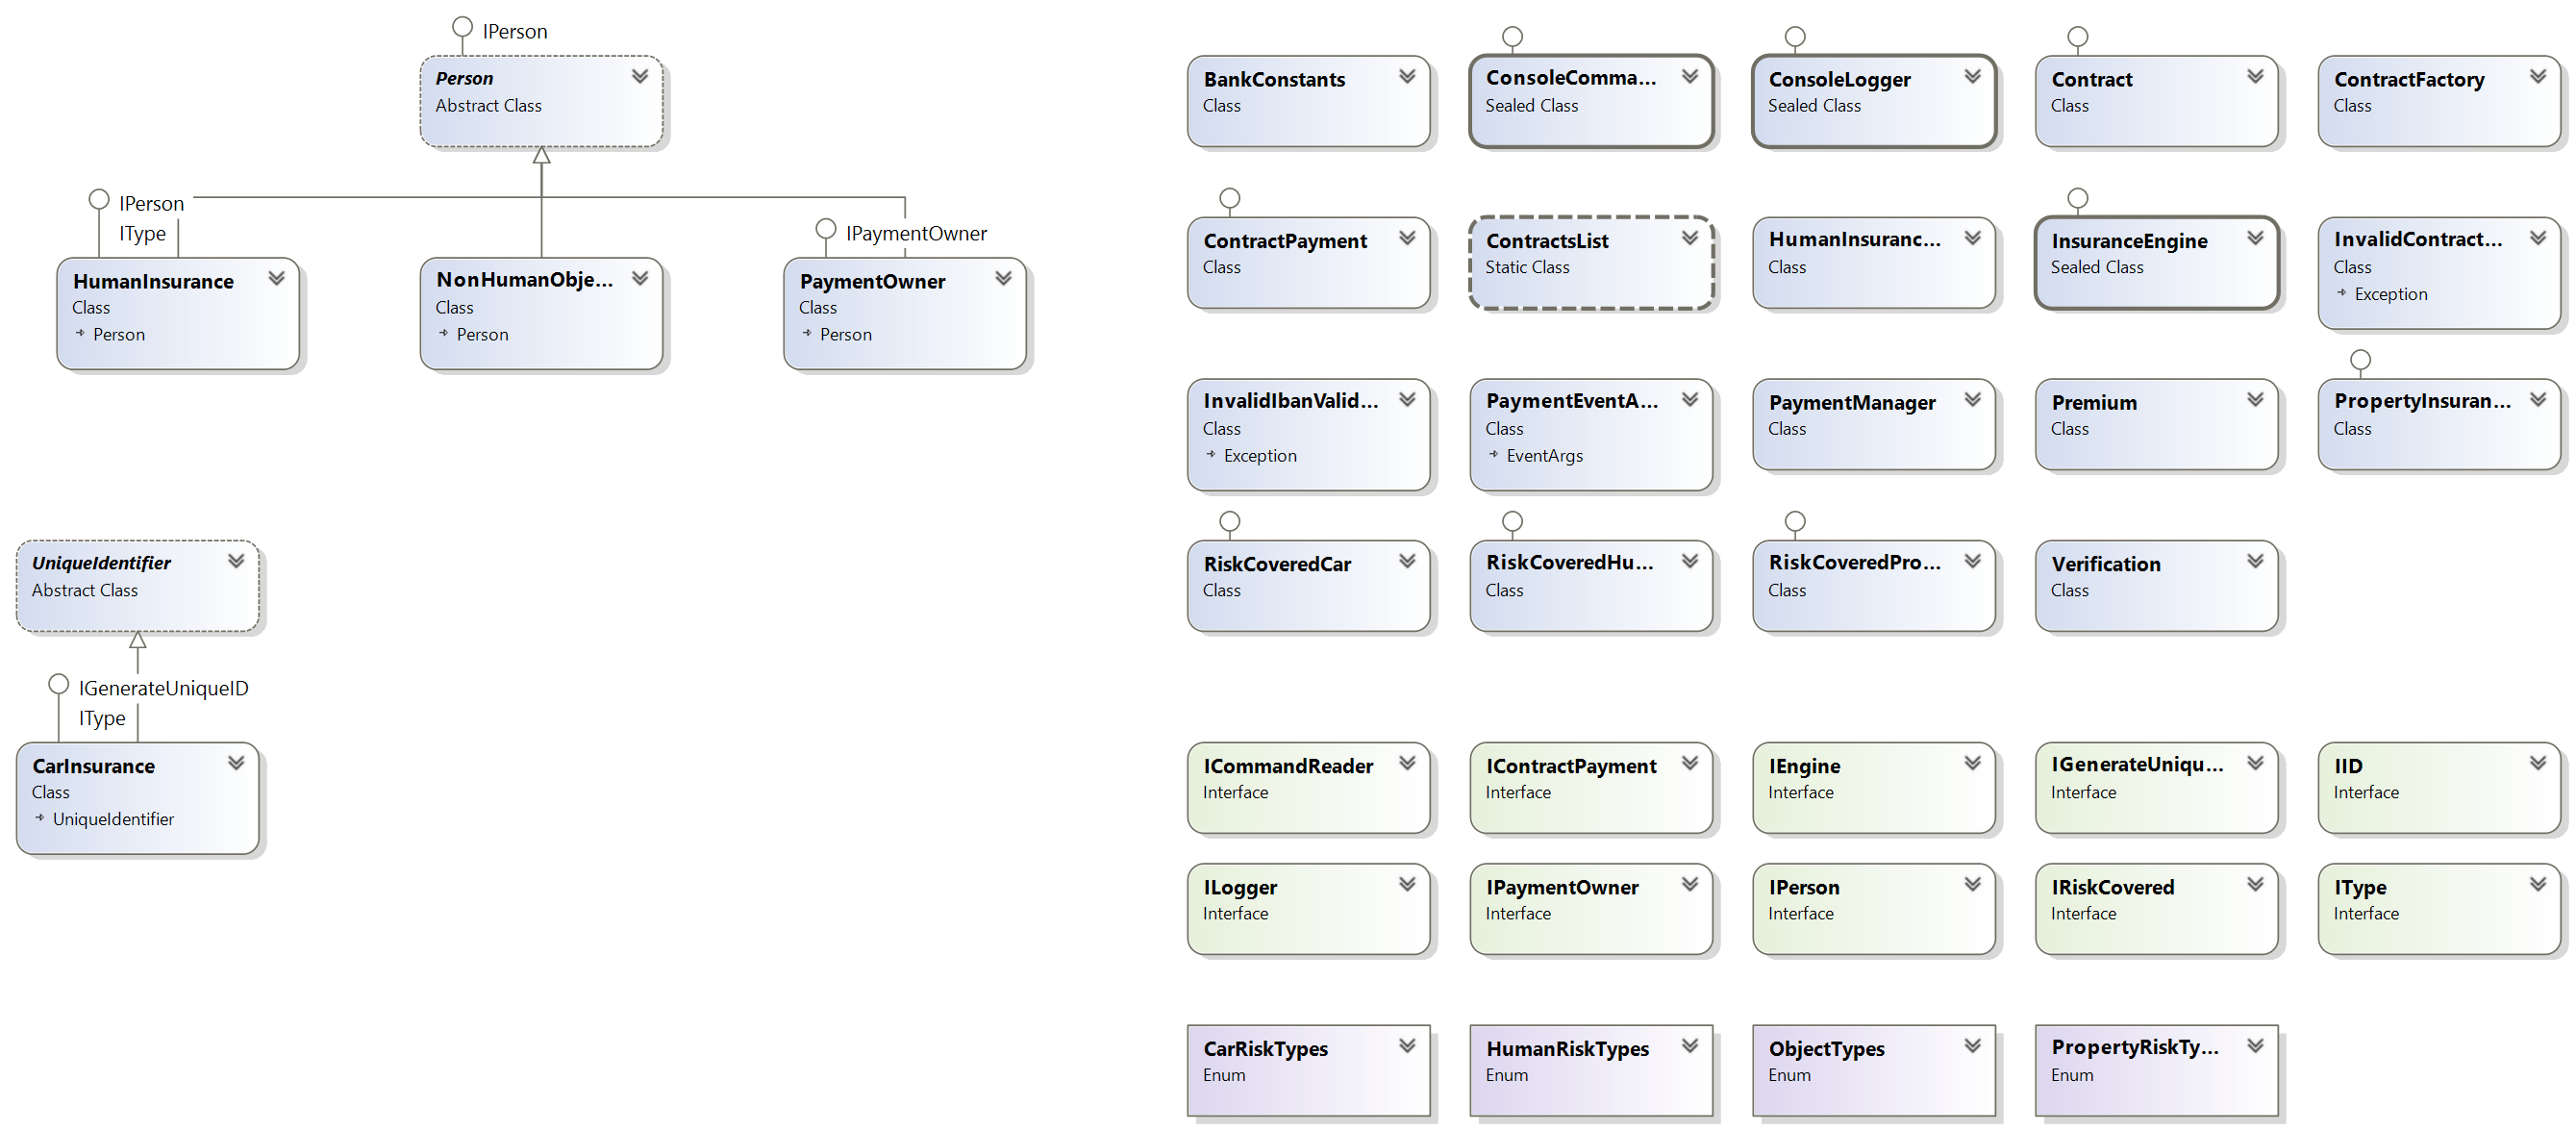 IPerson
Person
Abstract Class
IPerson
IType
IPaymentOwner
HumanInsurance
Class
Person
NonHumanObje...
Class
Person
PaymentOwner
Class
Person
UniqueIdentifier
Abstract Class
IGenerateUniqueID
IType
CarInsurance
Class
UniqueIdentifier
BankConstants
Class
ConsoleComma...
Sealed Class
ConsoleLogger
Sealed Class
Contract
Class
ContractFactory
Class
ContractPayment
Class
ContractsList
Static Class
HumanInsuranc...
Class
InsuranceEngine
Sealed Class
InvalidContract...
Class
Exception
InvalidIbanValid...
Class
Exception
PaymentEventA...
Class
EventArgs
PaymentManager
Class
Premium
Class
PropertyInsuran...
Class
RiskCoveredCar
Class
RiskCoveredHu...
Class
RiskCoveredPro...
Class
Verification
Class
ICommandReader
Interface
IContractPayment
Interface
IEngine
Interface
IGenerateUniqu...
Interface
IID
Interface
ILogger
Interface
IPaymentOwner
Interface
IPerson
Interface
IRiskCovered
Interface
IType
Interface
CarRiskTypes
Enum
HumanRiskTypes
Enum
ObjectTypes
Enum
PropertyRiskTy...
Enum